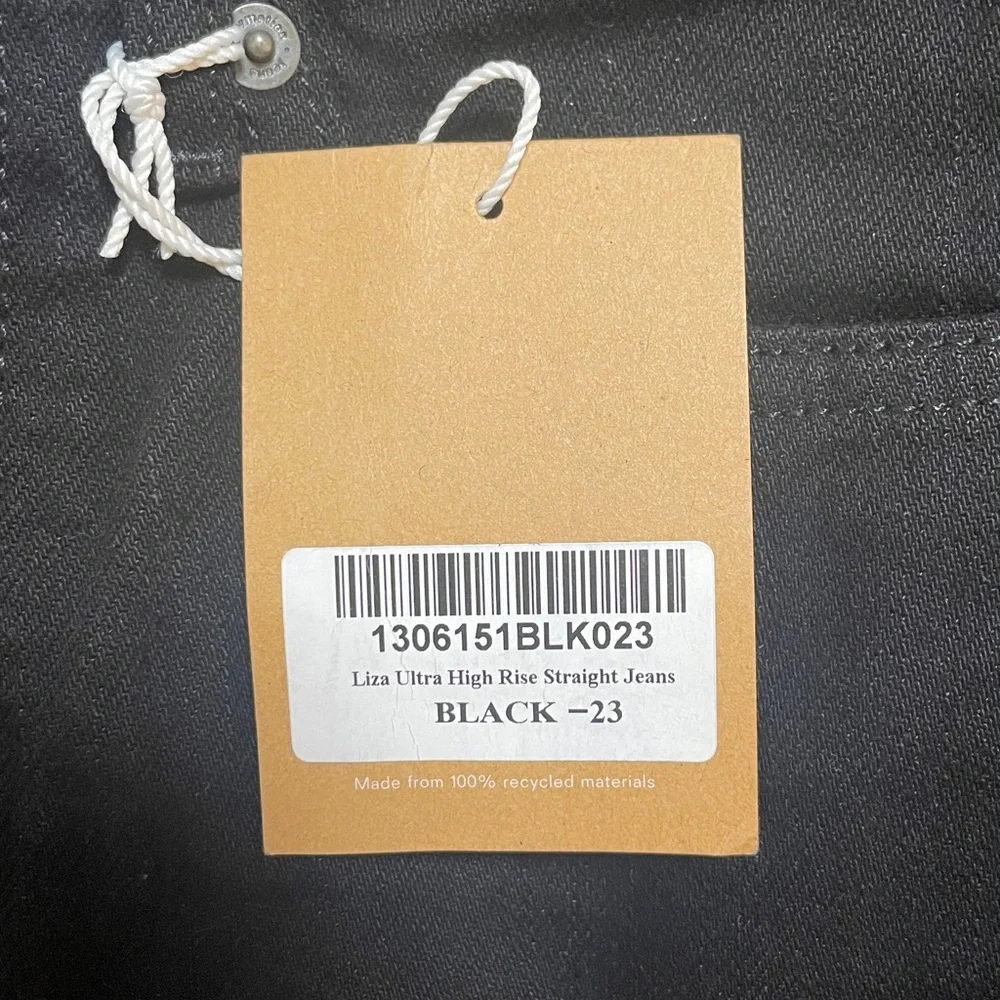 1306151BLK023
Liza Ultra High Rise Straight Jeans
BLACK -23
Made from 100% recycled materials